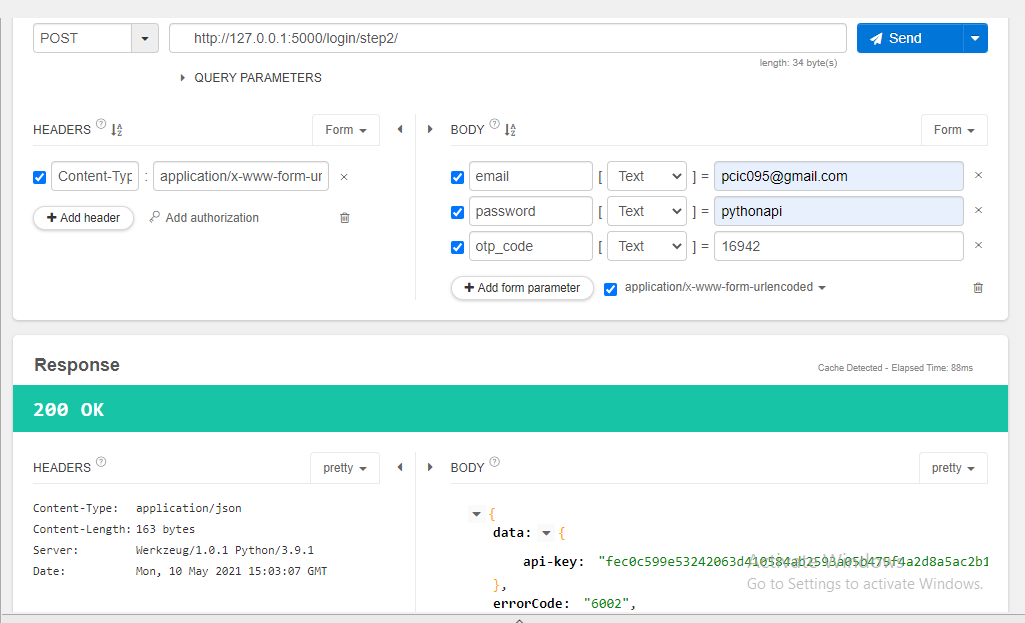 POST
http://127.0.0.1:5000/login/step2/
Send
length: 34 byte(s)
QUERY PARAMETERS
HEADERS ? Form
BODY ? Form
Content-Typ : application/x-www-form-ur ×
Add header Add authorization
email [ Text ] = pcic095@gmail.com ×
password [ Text ] = pythonapi ×
otp_code [ Text ] = 16942 ×
Add form parameter application/x-www-form-urlencoded
Response
Cache Detected - Elapsed Time: 88ms
200 OK
HEADERS ? pretty
BODY ? pretty
Content-Type: application/json
Content-Length: 163 bytes
Server: Werkzeug/1.0.1 Python/3.9.1
Date: Mon, 10 May 2021 15:03:07 GMT
{
data: {
api-key:
},
errorCode: "6002",
Activate Windows
Go to Settings to activate Windows.